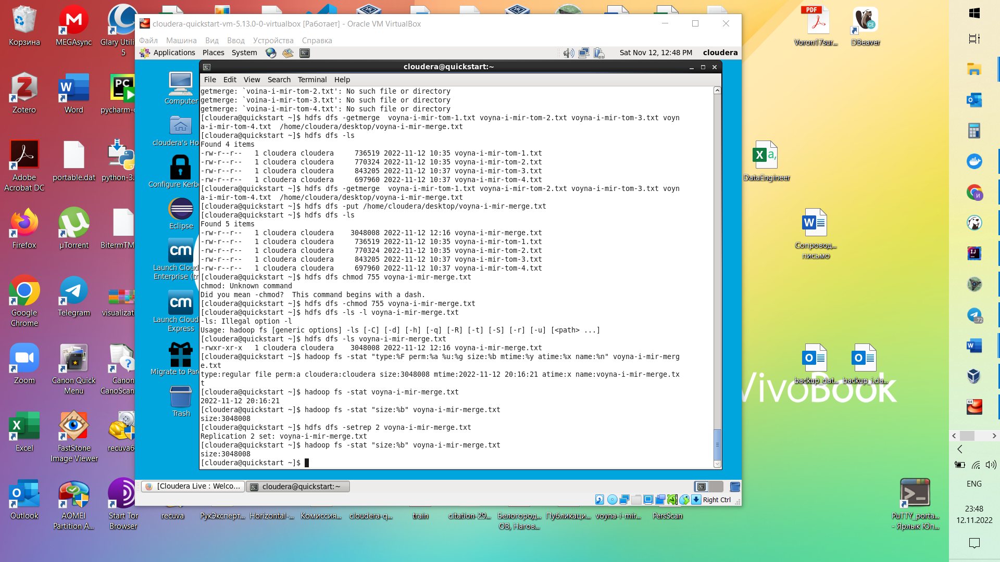 cloudera-quickstart-vm-5.13.0-0-virtualbox [Работает] - Oracle VM VirtualBox
Файл Машина Вид Ввод Устройства Справка
Applications Places System Sat Nov 12, 12:48 PM cloudera
cloudera@quickstart:~
File Edit View Search Terminal Help
getmerge: `voina-i-mir-tom-2.txt': No such file or directory
getmerge: `voina-i-mir-tom-3.txt': No such file or directory
getmerge: `voina-i-mir-tom-4.txt': No such file or directory
[cloudera@quickstart ~]$ hdfs dfs -getmerge  voyna-i-mir-tom-1.txt voyna-i-mir-tom-2.txt voyna-i-mir-tom-3.txt voyn
a-i-mir-tom-4.txt  /home/cloudera/desktop/voyna-i-mir-merge.txt
[cloudera@quickstart ~]$ hdfs dfs -ls
Found 4 items
-rw-r--r--   1 cloudera cloudera     736519 2022-11-12 10:35 voyna-i-mir-tom-1.txt
-rw-r--r--   1 cloudera cloudera     770324 2022-11-12 10:35 voyna-i-mir-tom-2.txt
-rw-r--r--   1 cloudera cloudera     843205 2022-11-12 10:37 voyna-i-mir-tom-3.txt
-rw-r--r--   1 cloudera cloudera     697960 2022-11-12 10:37 voyna-i-mir-tom-4.txt
[cloudera@quickstart ~]$ hdfs dfs -getmerge  voyna-i-mir-tom-1.txt voyna-i-mir-tom-2.txt voyna-i-mir-tom-3.txt voyn
a-i-mir-tom-4.txt  /home/cloudera/desktop/voyna-i-mir-merge.txt
[cloudera@quickstart ~]$ hdfs dfs -put /home/cloudera/desktop/voyna-i-mir-merge.txt
[cloudera@quickstart ~]$ hdfs dfs -ls
Found 5 items
-rw-r--r--   1 cloudera cloudera    3048008 2022-11-12 12:16 voyna-i-mir-merge.txt
-rw-r--r--   1 cloudera cloudera     736519 2022-11-12 10:35 voyna-i-mir-tom-1.txt
-rw-r--r--   1 cloudera cloudera     770324 2022-11-12 10:35 voyna-i-mir-tom-2.txt
-rw-r--r--   1 cloudera cloudera     843205 2022-11-12 10:37 voyna-i-mir-tom-3.txt
-rw-r--r--   1 cloudera cloudera     697960 2022-11-12 10:37 voyna-i-mir-tom-4.txt
[cloudera@quickstart ~]$ hdfs dfs chmod 755 voyna-i-mir-merge.txt
chmod: Unknown command
Did you mean -chmod?  This command begins with a dash.
[cloudera@quickstart ~]$ hdfs dfs -chmod 755 voyna-i-mir-merge.txt
[cloudera@quickstart ~]$ hdfs dfs -ls -l voyna-i-mir-merge.txt
-ls: Illegal option -l
Usage: hadoop fs [generic options] -ls [-C] [-d] [-h] [-q] [-R] [-t] [-S] [-r] [-u] [<path> ...]
[cloudera@quickstart ~]$ hdfs dfs -ls voyna-i-mir-merge.txt
-rwxr-xr-x   1 cloudera cloudera    3048008 2022-11-12 12:16 voyna-i-mir-merge.txt
[cloudera@quickstart ~]$ hadoop fs -stat "type:%F perm:%a %u:%g size:%b mtime:%y atime:%x name:%n" voyna-i-mir-merg
e.txt
type:regular file perm:a cloudera:cloudera size:3048008 mtime:2022-11-12 20:16:21 atime:x name:voyna-i-mir-merge.tx
t
[cloudera@quickstart ~]$ hadoop fs -stat voyna-i-mir-merge.txt
2022-11-12 20:16:21
[cloudera@quickstart ~]$ hadoop fs -stat "size:%b" voyna-i-mir-merge.txt
size:3048008
[cloudera@quickstart ~]$ hdfs dfs -setrep 2 voyna-i-mir-merge.txt
Replication 2 set: voyna-i-mir-merge.txt
[cloudera@quickstart ~]$ hadoop fs -stat "size:%b" voyna-i-mir-merge.txt
size:3048008
[cloudera@quickstart ~]$
[Cloudera Live : Welco... cloudera@quickstart:~
Right Ctrl
Computer
cloudera's Ho
Configure Kerb
Eclipse
cm
Launch Cloud
Enterprise (tr
cm
Launch Cloud
Express
Migrate to Par
Trash
Корзина
MEGAsync
Glary Utili
5
Zotero
Word
PC
pycharm-c
Adobe
Acrobat DC
portable.dat
python-3.
Firefox
µTorrent
BitermTM
Google
Chrome
Telegram
visualizati
Zoom
Canon Quick
Menu
Canon
CanoScan
Excel
FastStone
Image Viewer
recuva6
Outlook
AOMEI
Partition A...
Start Tor
Browser
recuva
РукЭксперт...
Horizontal-...
Комиссия...
cloudera-q...
train
citation-29...
Белогород...
ОВ, Нагов...
Публикаци...
voyna-i-mir...
PersScan
PDF
Voron17sur...
CE
DBeaver
DataEngineer
Сопровод...
письмо
backup_dat...
backup_i.da...
VivoBook
PuTTY_porta...
- Ярлык Юп...
IJ
..72
64
ENG
23:48
12.11.2022